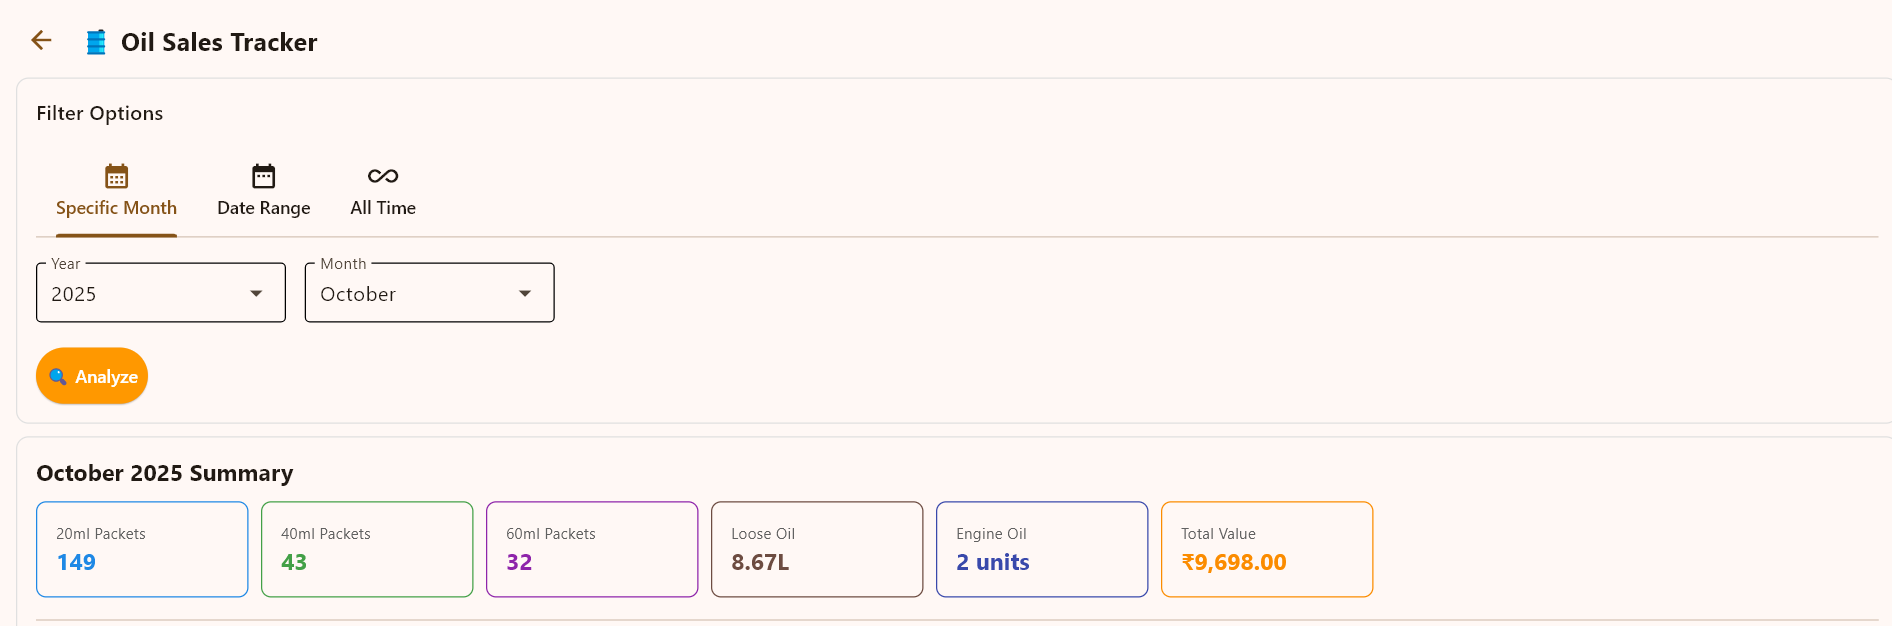 Oil Sales Tracker
Filter Options
Specific Month
Date Range
All Time
Year
2025
Month
October
Analyze
October 2025 Summary
20ml Packets
149
40ml Packets
43
60ml Packets
32
Loose Oil
8.67L
Engine Oil
2 units
Total Value
₹9,698.00